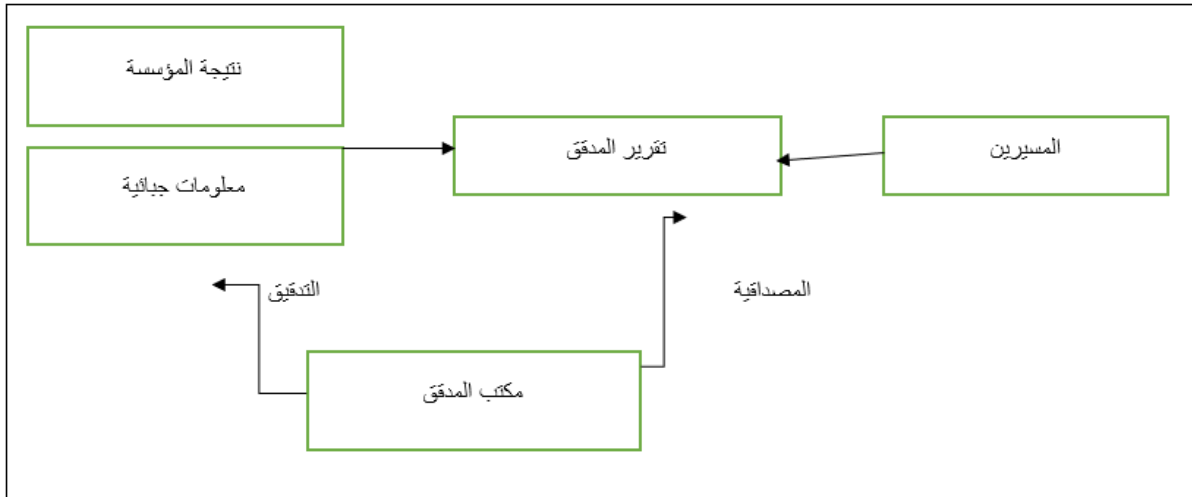 نتيجة المؤسسة
تقرير المدقق
المسيرين
معلومات جبائية
التدقيق
المصداقية
مكتب المدقق